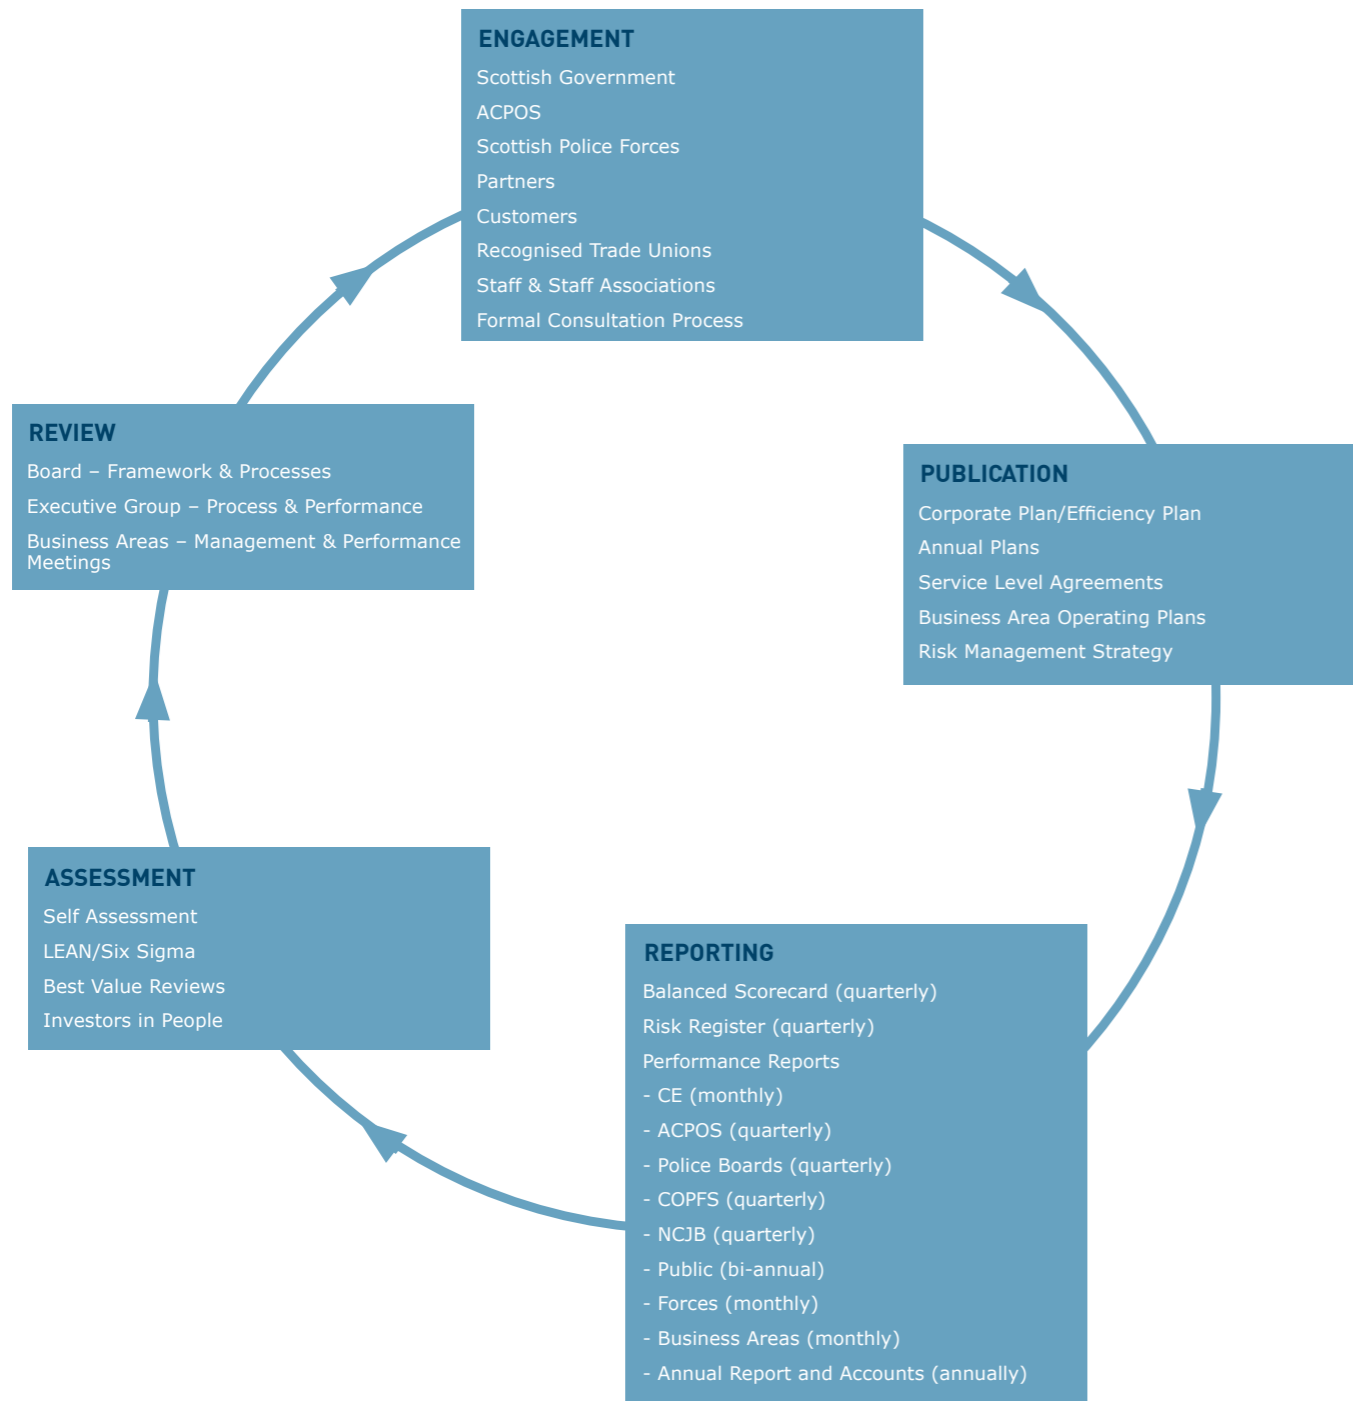 ENGAGEMENT
Scottish Government
ACPOS
Scottish Police Forces
Partners
Customers
Recognised Trade Unions
Staff & Staff Associations
Formal Consultation Process
PUBLICATION
Corporate Plan/Efficiency Plan
Annual Plans
Service Level Agreements
Business Area Operating Plans
Risk Management Strategy
REPORTING
Balanced Scorecard (quarterly)
Risk Register (quarterly)
Performance Reports
- CE (monthly)
- ACPOS (quarterly)
- Police Boards (quarterly)
- COPFS (quarterly)
- NCJB (quarterly)
- Public (bi-annual)
- Forces (monthly)
- Business Areas (monthly)
- Annual Report and Accounts (annually)
ASSESSMENT
Self Assessment
LEAN/Six Sigma
Best Value Reviews
Investors in People
REVIEW
Board – Framework & Processes
Executive Group – Process & Performance
Business Areas – Management & Performance
Meetings